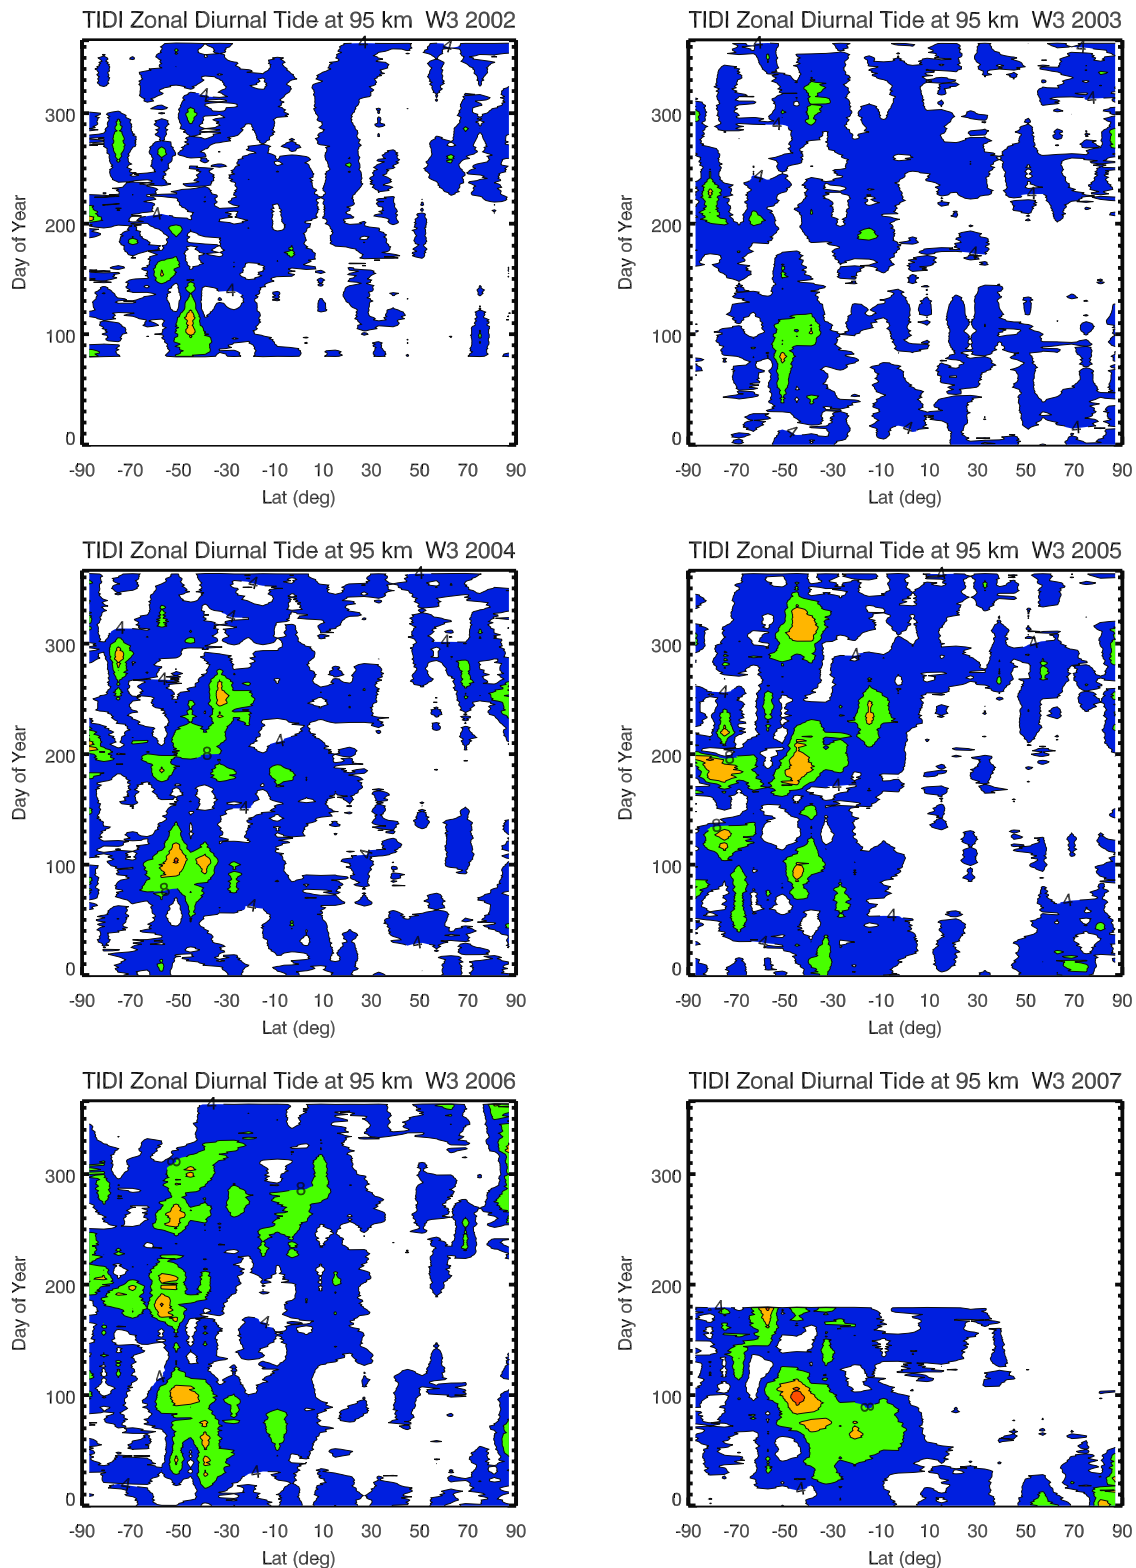 TIDI Zonal Diurnal Tide at 95 km W3 2002
TIDI Zonal Diurnal Tide at 95 km W3 2003
Day of Year
300
200
100
0
-90 -70 -50 -30 -10 10 30 50 70 90
Lat (deg)
Day of Year
300
200
100
0
-90 -70 -50 -30 -10 10 30 50 70 90
Lat (deg)
TIDI Zonal Diurnal Tide at 95 km W3 2004
TIDI Zonal Diurnal Tide at 95 km W3 2005
Day of Year
300
200
100
0
-90 -70 -50 -30 -10 10 30 50 70 90
Lat (deg)
Day of Year
300
200
100
0
-90 -70 -50 -30 -10 10 30 50 70 90
Lat (deg)
TIDI Zonal Diurnal Tide at 95 km W3 2006
TIDI Zonal Diurnal Tide at 95 km W3 2007
Day of Year
300
200
100
0
-90 -70 -50 -30 -10 10 30 50 70 90
Lat (deg)
Day of Year
300
200
100
0
-90 -70 -50 -30 -10 10 30 50 70 90
Lat (deg)